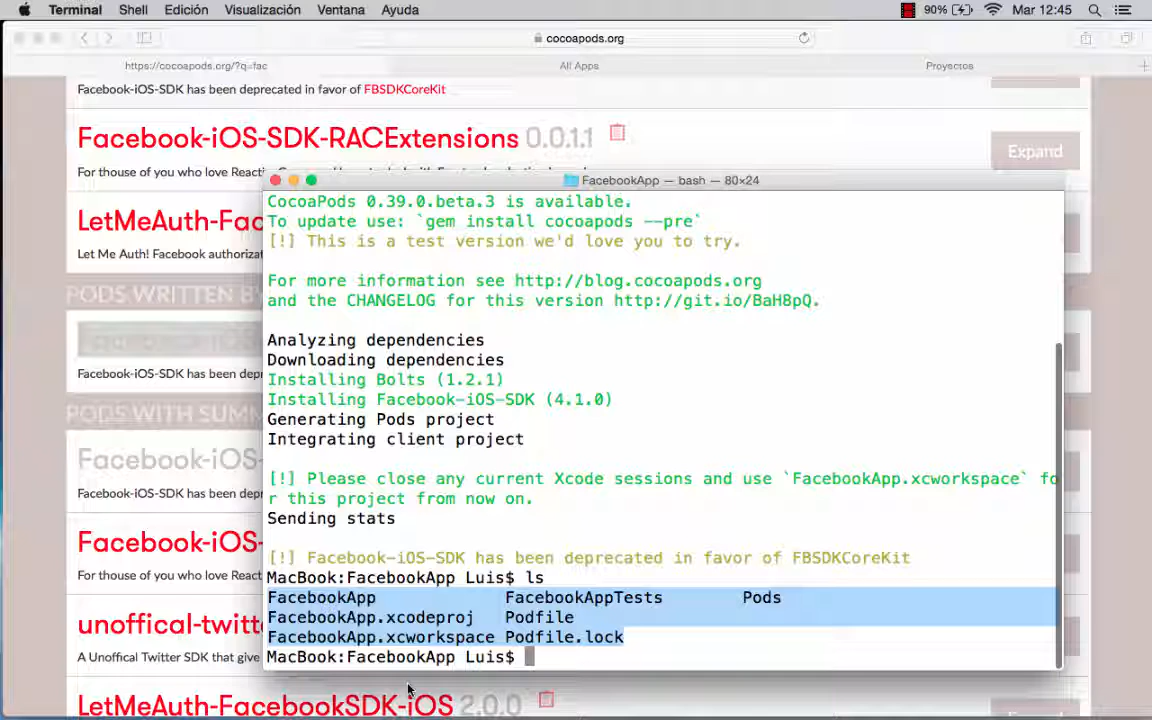 Terminal Shell Edición Visualización Ventana Ayuda 90% Mar 12:45
cocoapods.org
https://cocoapods.org/?q=fac All Apps Proyectos
Facebook-iOS-SDK has been deprecated in favor of FBSDKCoreKit
Facebook-iOS-SDK-RACExtensions 0.0.1.1
Expand
For thouse of you who love React
FacebookApp — bash — 80×24
CocoaPods 0.39.0.beta.3 is available.
To update use: `gem install cocoapods --pre`
[!] This is a test version we'd love you to try.
For more information see http://blog.cocoapods.org
and the CHANGELOG for this version http://git.io/BaH8pQ.
Analyzing dependencies
Downloading dependencies
Installing Bolts (1.2.1)
Installing Facebook-iOS-SDK (4.1.0)
Generating Pods project
Integrating client project
[!] Please close any current Xcode sessions and use `FacebookApp.xcworkspace` fo
r this project from now on.
Sending stats
[!] Facebook-iOS-SDK has been deprecated in favor of FBSDKCoreKit
MacBook:FacebookApp Luis$ ls
FacebookApp FacebookAppTests Pods
FacebookApp.xcodeproj Podfile
FacebookApp.xcworkspace Podfile.lock
MacBook:FacebookApp Luis$
LetMeAuth-Fac
Let Me Auth! Facebook authorizat
PODS WRITTEN BY
Facebook-iOS-SDK has been depr
PODS WITH SUMM
Facebook-iOS-
Facebook-iOS-SDK has been depr
Facebook-iOS-
For thouse of you who love React
unofficial-twitte
A Unoffical Twitter SDK that give
LetMeAuth-FacebookSDK-iOS 2.0.0